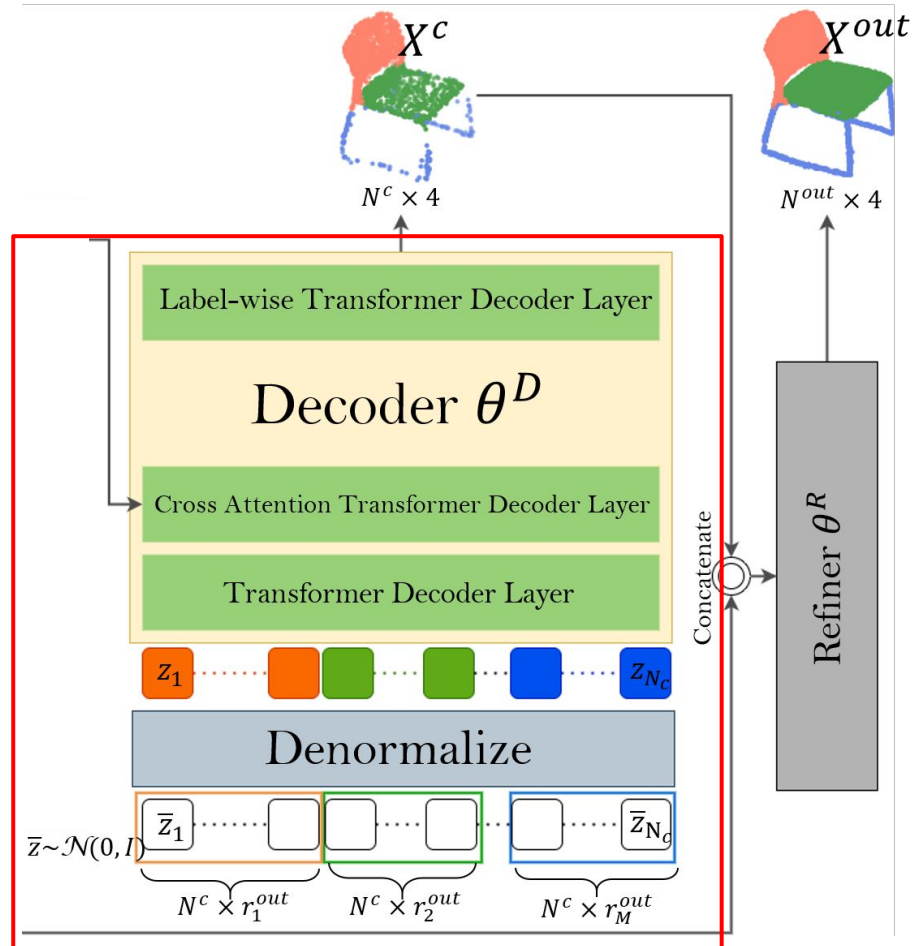 X^c
X^{out}
N^c × 4
N^{out} × 4
Label-wise Transformer Decoder Layer
Decoder θ^D
Cross Attention Transformer Decoder Layer
Transformer Decoder Layer
Concatenate
Refiner θ^R
z_1
z_{N_c}
Denormalize
z̄~𝒩(0, I)
z̄_1
z̄_{N_c}
N^c × r_1^{out}
N^c × r_2^{out}
N^c × r_M^{out}